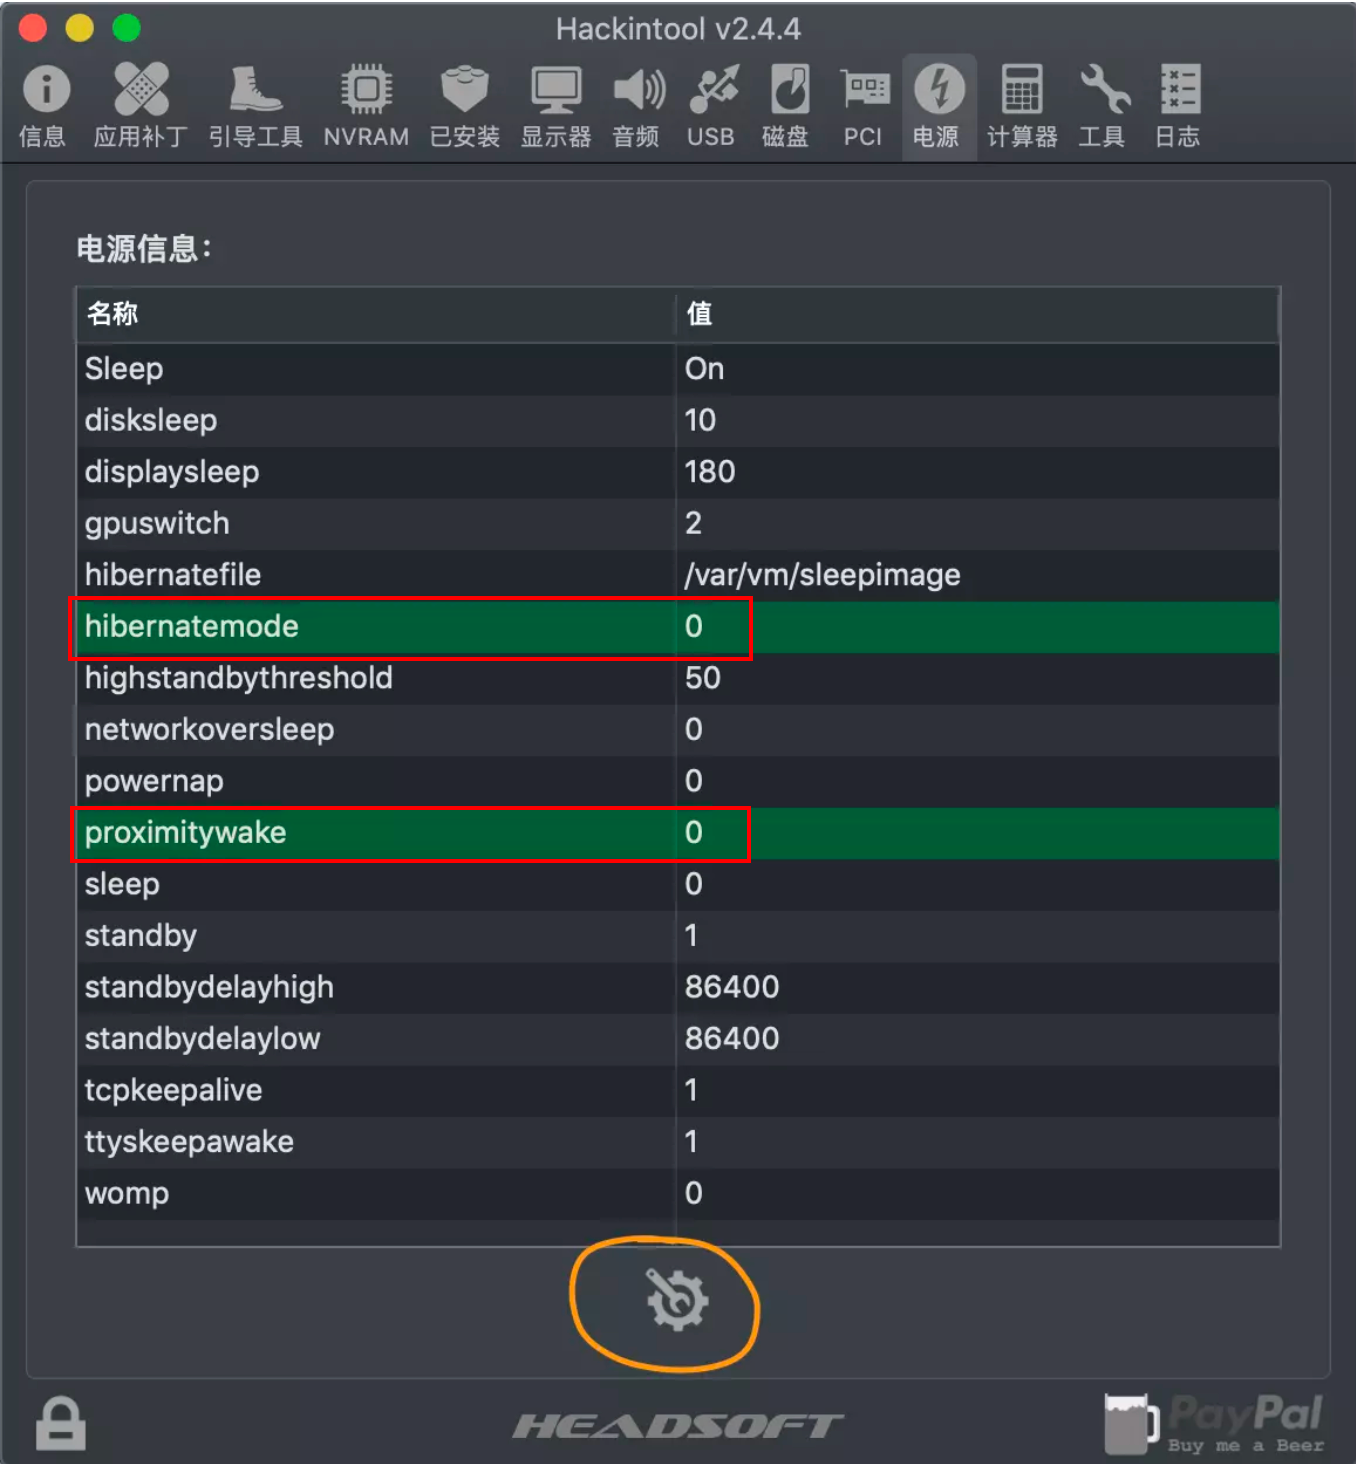 Hackintool v2.4.4
信息 应用补丁 引导工具 NVRAM 已安装 显示器 音频 USB 磁盘 PCI 电源 计算器 工具 日志
电源信息：
名称 值
Sleep On
disksleep 10
displaysleep 180
gpuswitch 2
hibernatefile /var/vm/sleepimage
hibernatemode 0
highstandbythreshold 50
networkoversleep 0
powernap 0
proximitywake 0
sleep 0
standby 1
standbydelayhigh 86400
standbydelaylow 86400
tcpkeepalive 1
ttyskeepawake 1
womp 0
HEADSOFT
PayPal
Buy me a Beer